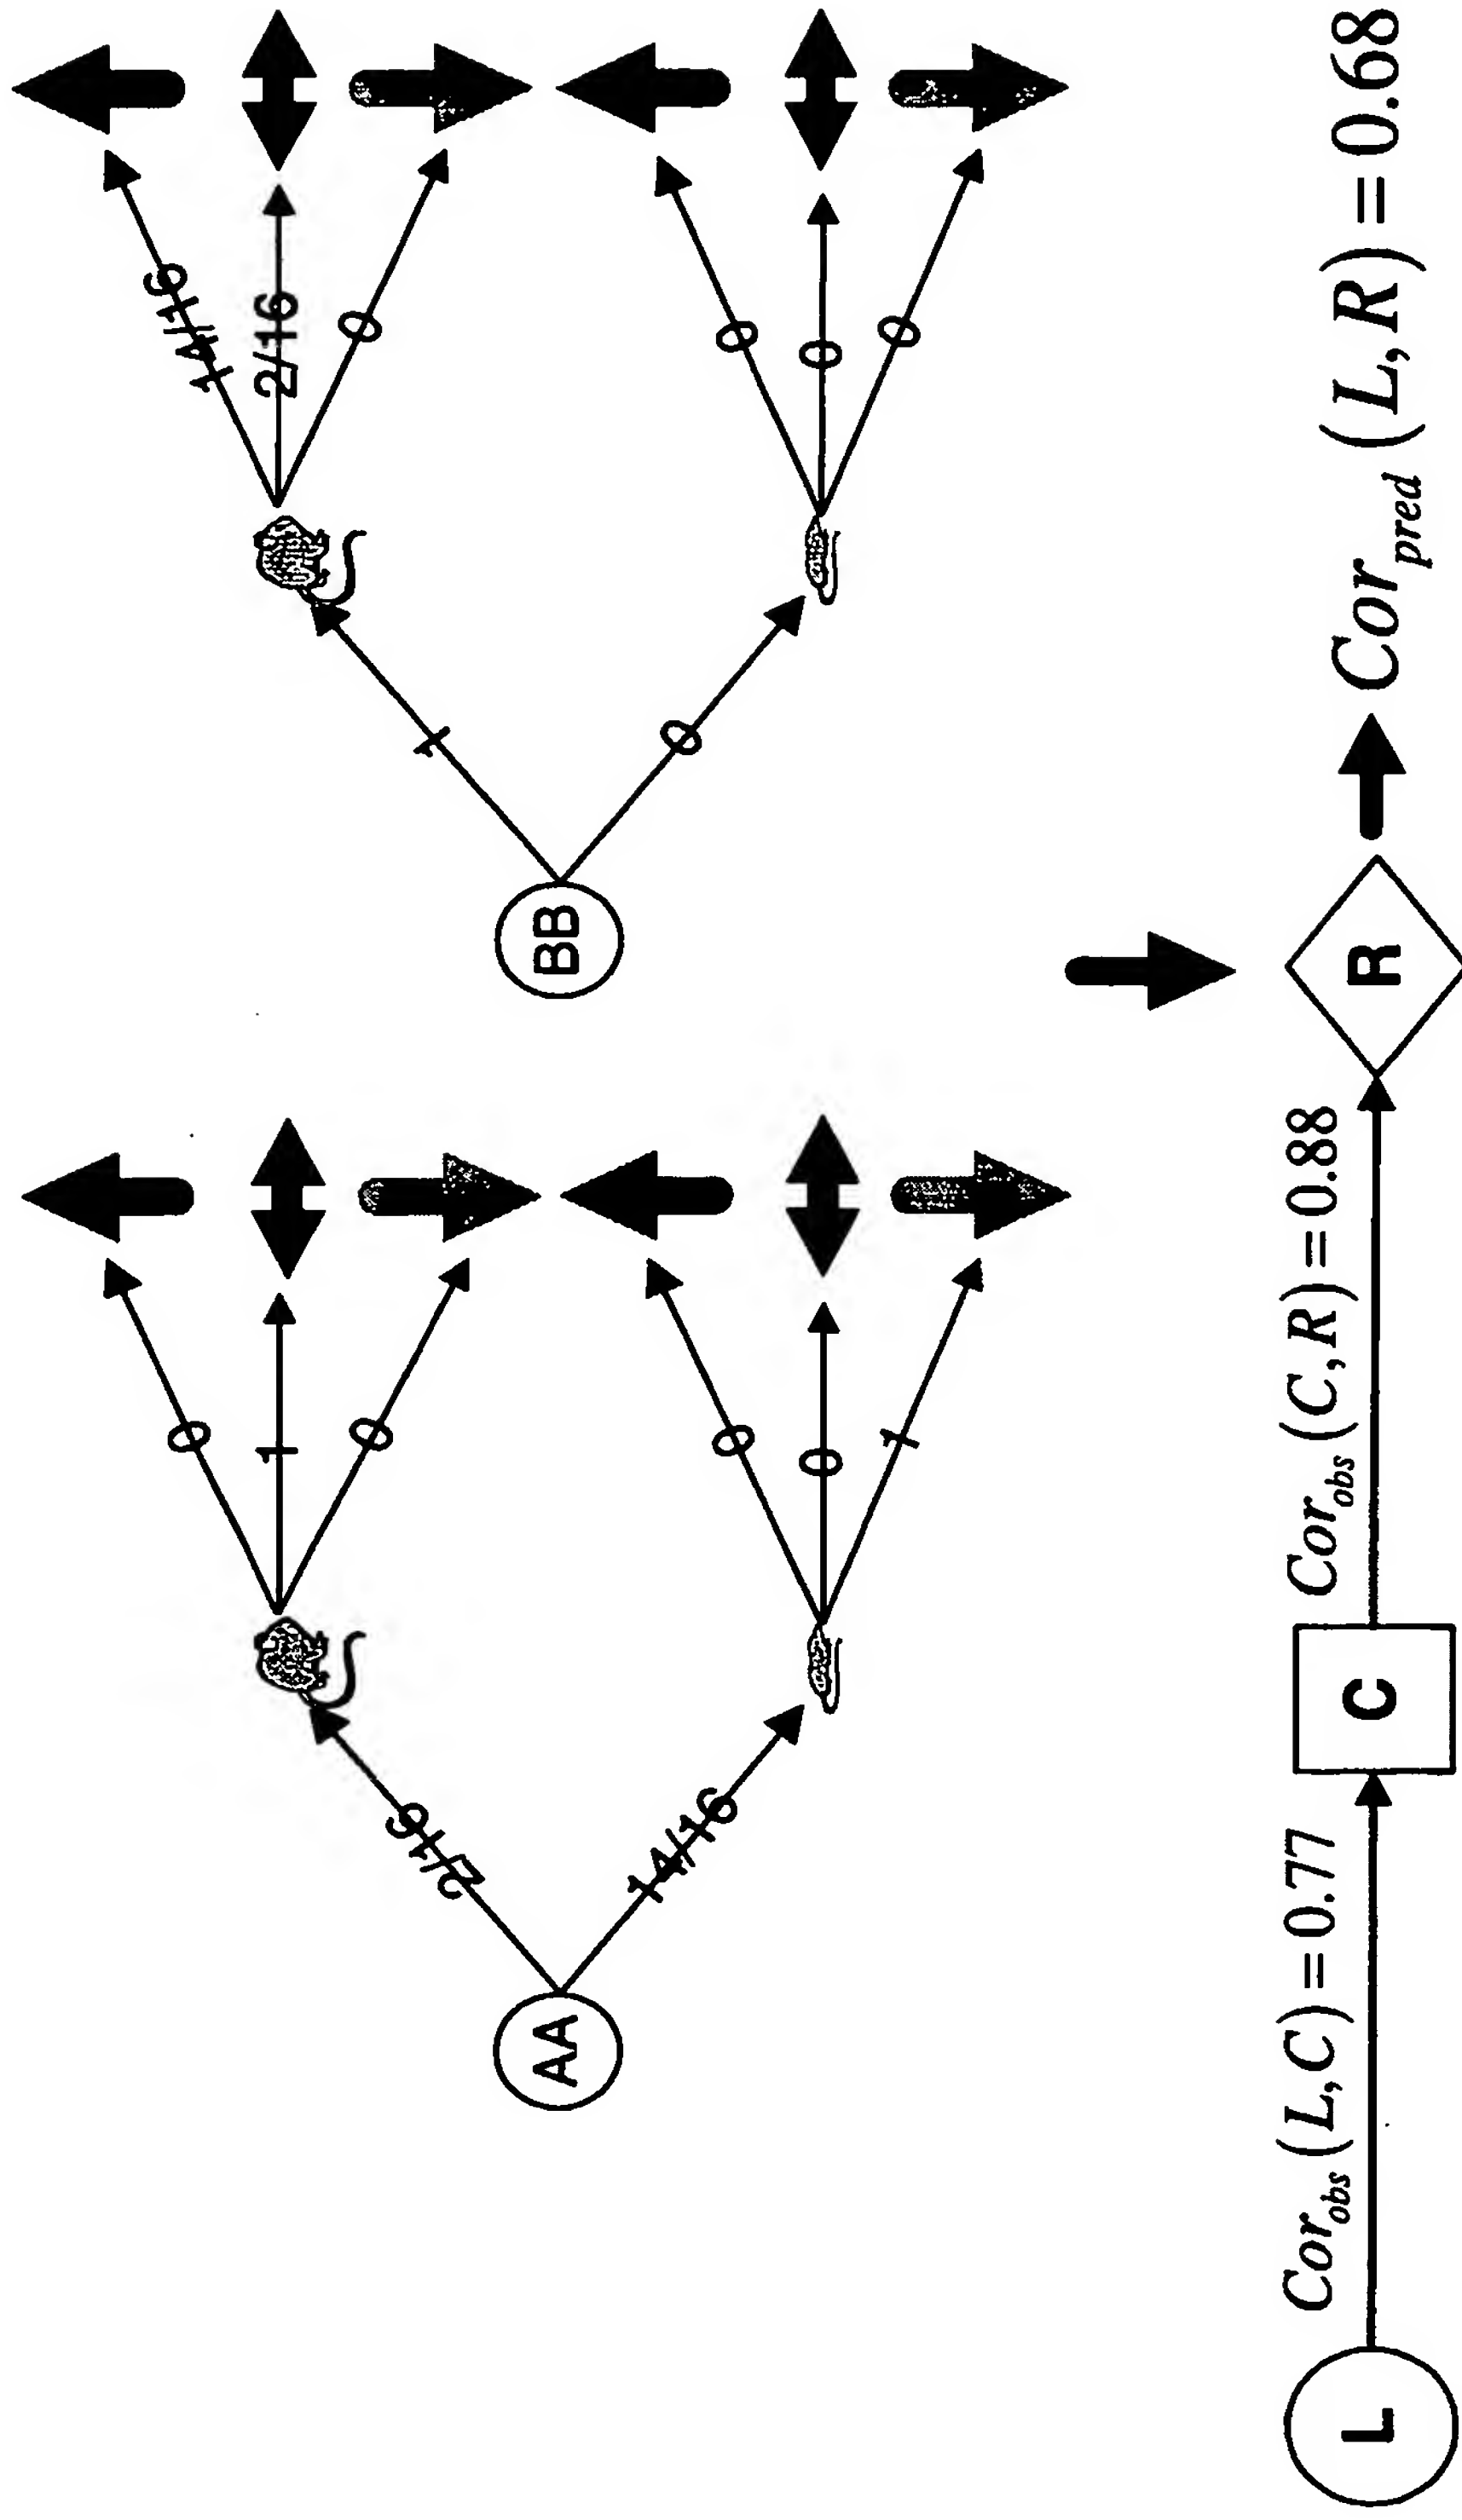 AA
2/16
14/16
0
1
0
0
0
1
BB
1
0
14/16
2/16
0
0
0
0
L
Cor_obs (L, C) = 0.77
C
Cor_obs (C, R) = 0.88
R
Cor_pred (L, R) = 0.68